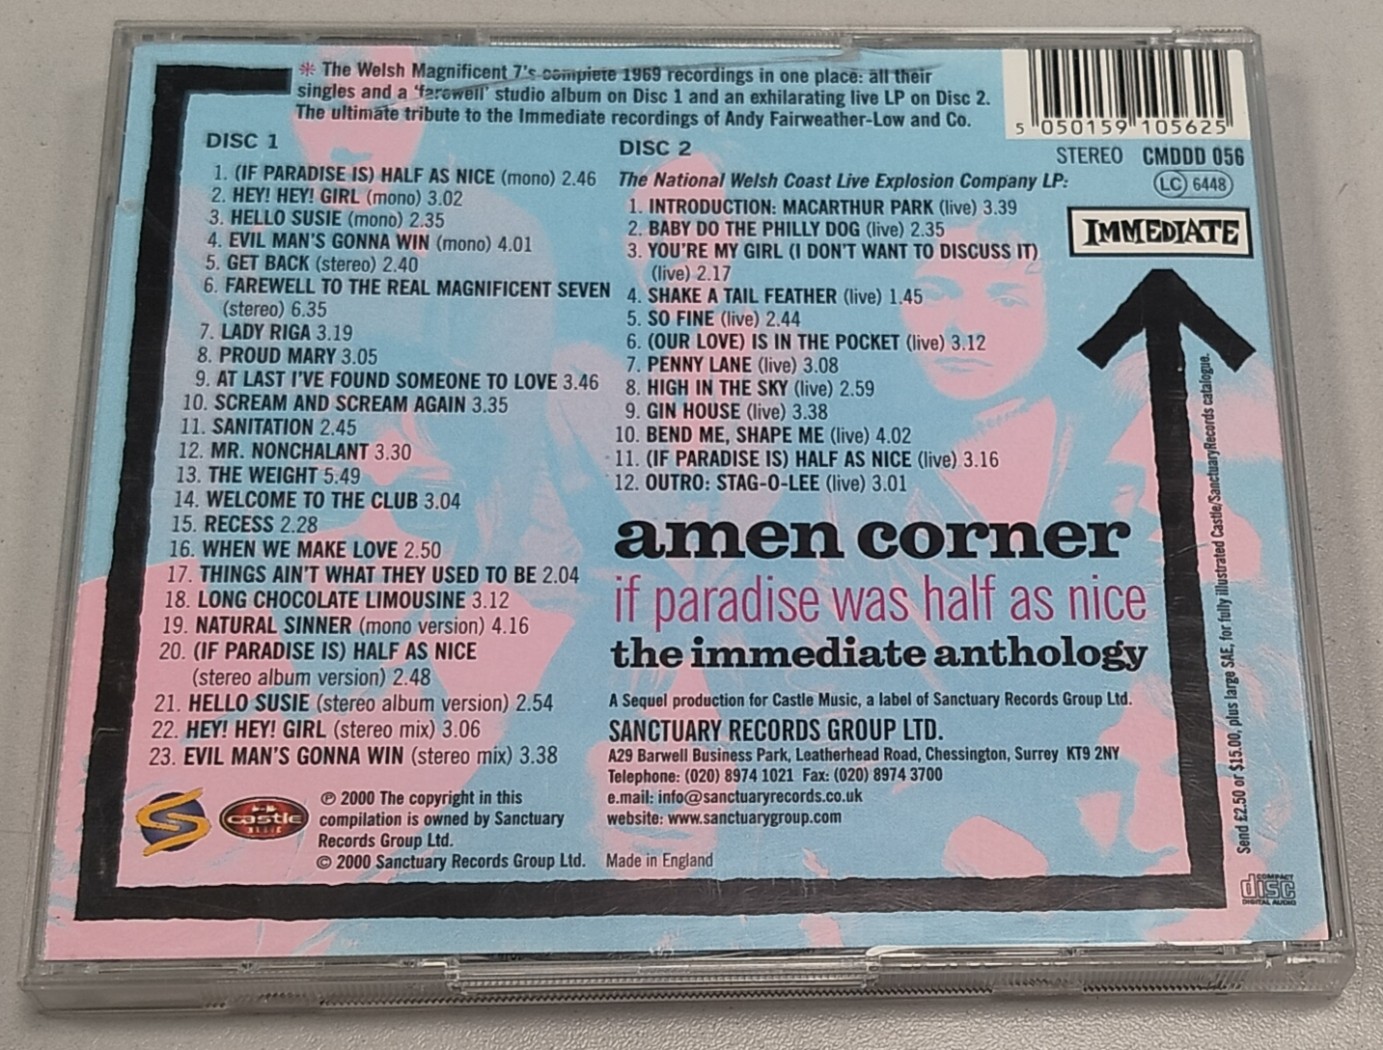 * The Welsh Magnificent 7's complete 1969 recordings in one place: all their
singles and a 'farewell' studio album on Disc 1 and an exhilarating live LP on Disc 2.
The ultimate tribute to the Immediate recordings of Andy Fairweather-Low and Co.
5 050159 105625
STEREO CMDDD 056
LC 6448
IMMEDIATE
DISC 1
1. (IF PARADISE IS) HALF AS NICE (mono) 2.46
2. HEY! HEY! GIRL (mono) 3.02
3. HELLO SUSIE (mono) 2.35
4. EVIL MAN'S GONNA WIN (mono) 4.01
5. GET BACK (stereo) 2.40
6. FAREWELL TO THE REAL MAGNIFICENT SEVEN
(stereo) 6.35
7. LADY RIGA 3.19
8. PROUD MARY 3.05
9. AT LAST I'VE FOUND SOMEONE TO LOVE 3.46
10. SCREAM AND SCREAM AGAIN 3.35
11. SANITATION 2.45
12. MR. NONCHALANT 3.30
13. THE WEIGHT 5.49
14. WELCOME TO THE CLUB 3.04
15. RECESS 2.28
16. WHEN WE MAKE LOVE 2.50
17. THINGS AIN'T WHAT THEY USED TO BE 2.04
18. LONG CHOCOLATE LIMOUSINE 3.12
19. NATURAL SINNER (mono version) 4.16
20. (IF PARADISE IS) HALF AS NICE
(stereo album version) 2.48
21. HELLO SUSIE (stereo album version) 2.54
22. HEY! HEY! GIRL (stereo mix) 3.06
23. EVIL MAN'S GONNA WIN (stereo mix) 3.38
DISC 2
The National Welsh Coast Live Explosion Company LP:
1. INTRODUCTION: MACARTHUR PARK (live) 3.39
2. BABY DO THE PHILLY DOG (live) 2.35
3. YOU'RE MY GIRL (I DON'T WANT TO DISCUSS IT)
(live) 2.17
4. SHAKE A TAIL FEATHER (live) 1.45
5. SO FINE (live) 2.44
6. (OUR LOVE) IS IN THE POCKET (live) 3.12
7. PENNY LANE (live) 3.08
8. HIGH IN THE SKY (live) 2.59
9. GIN HOUSE (live) 3.38
10. BEND ME, SHAPE ME (live) 4.02
11. (IF PARADISE IS) HALF AS NICE (live) 3.16
12. OUTRO: STAG-O-LEE (live) 3.01
amen corner
if paradise was half as nice
the immediate anthology
A Sequel production for Castle Music, a label of Sanctuary Records Group Ltd.
SANCTUARY RECORDS GROUP LTD.
A29 Barwell Business Park, Leatherhead Road, Chessington, Surrey KT9 2NY
Telephone: (020) 8974 1021 Fax: (020) 8974 3700
e.mail: info@sanctuaryrecords.co.uk
website: www.sanctuarygroup.com
Made in England
castle
MUSIC
℗ 2000 The copyright in this
compilation is owned by Sanctuary
Records Group Ltd.
© 2000 Sanctuary Records Group Ltd.
Send £2.50 or $15.00, plus large SAE, for fully illustrated Castle/SanctuaryRecords catalogue.
COMPACT
disc
DIGITAL AUDIO